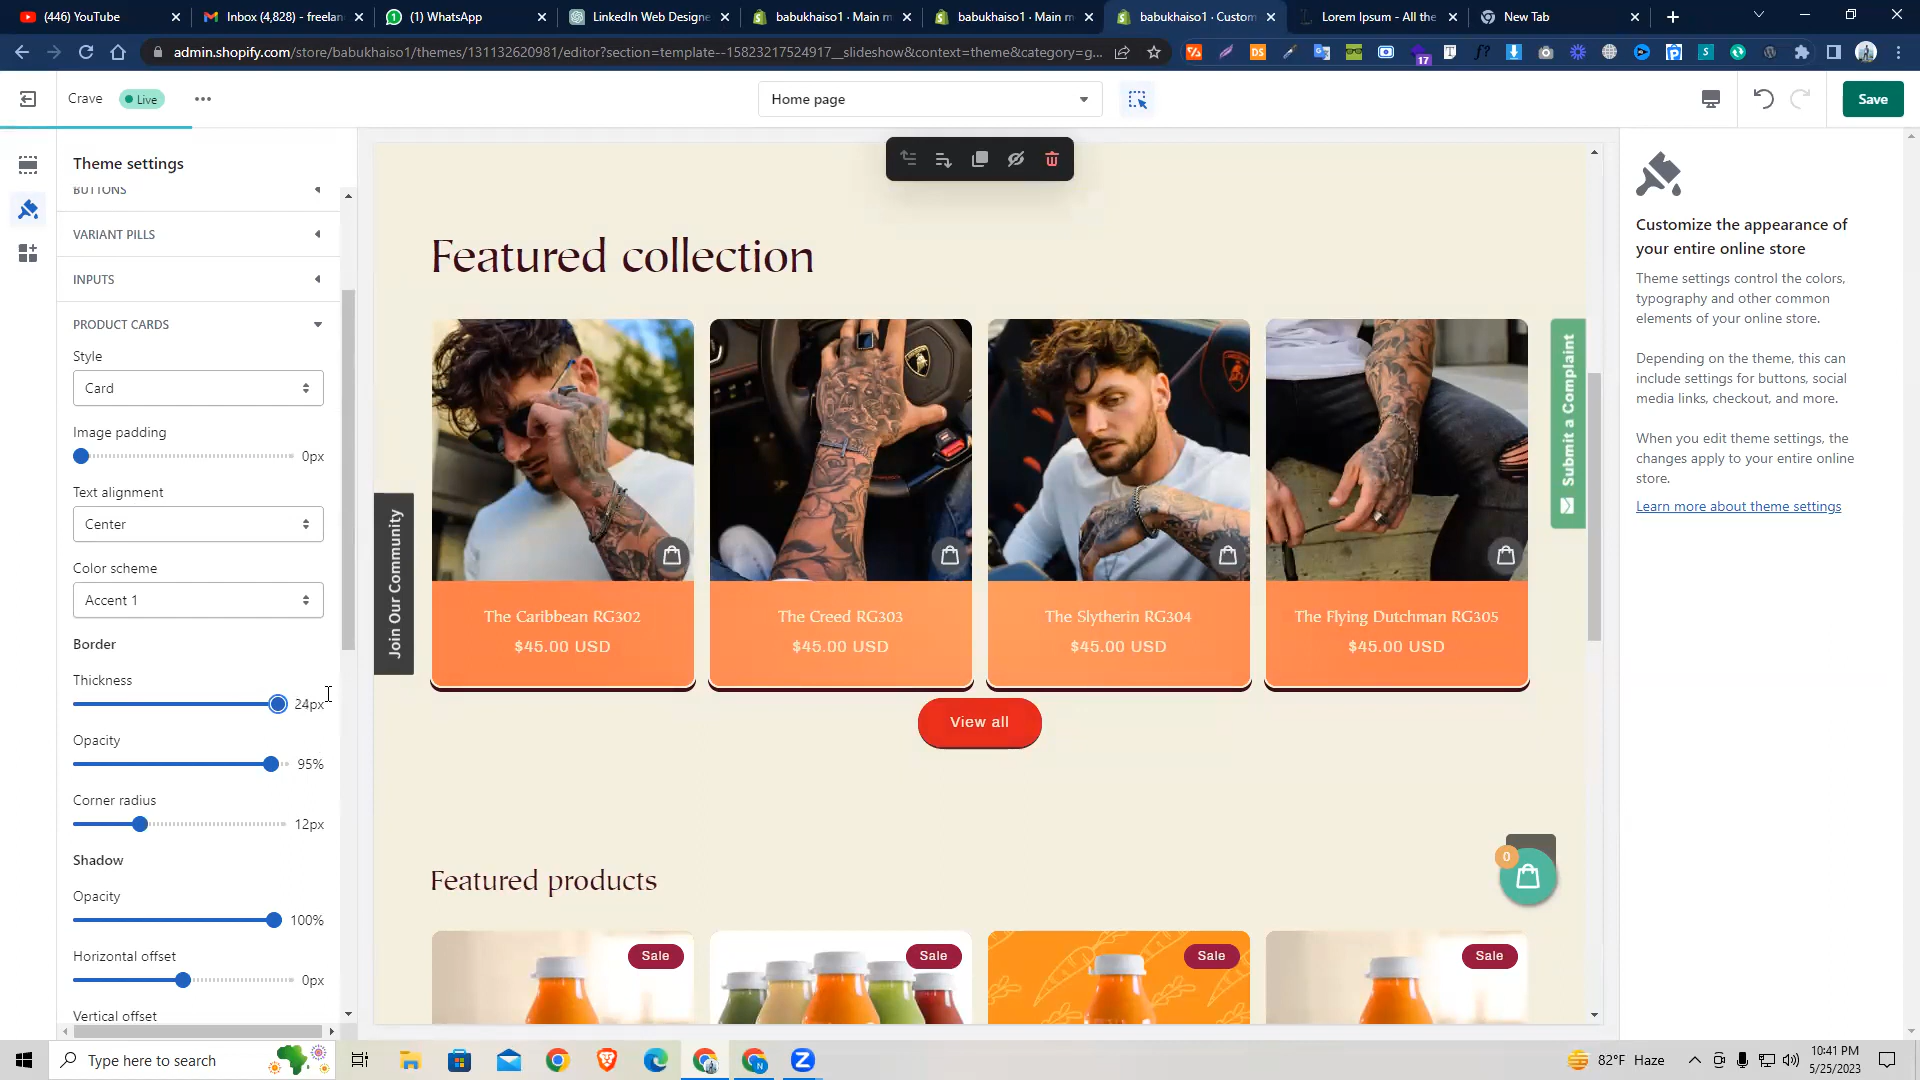 (446) YouTube
Inbox (4,828) - freelan
(1) WhatsApp
LinkedIn Web Designe
babukhaiso1 · Main m
babukhaiso1 · Main m
babukhaiso1 · Custom
Lorem Ipsum - All the
New Tab
admin.shopify.com/store/babukhaiso1/themes/131132620981/editor?section=template--15823217524917__slideshow&context=theme&category=g...
17
Crave
Live
Home page
Save
Theme settings
BUTTONS
VARIANT PILLS
INPUTS
PRODUCT CARDS
Style
Card
Image padding
0px
Text alignment
Center
Color scheme
Accent 1
Border
Thickness
24px
Opacity
95%
Corner radius
12px
Shadow
Opacity
100%
Horizontal offset
0px
Vertical offset
Featured collection
Join Our Community
Submit a Complaint
The Caribbean RG302
$45.00 USD
The Creed RG303
$45.00 USD
The Slytherin RG304
$45.00 USD
The Flying Dutchman RG305
$45.00 USD
View all
0
Featured products
Sale
Sale
Sale
Sale
Customize the appearance of
your entire online store
Theme settings control the colors,
typography and other common
elements of your online store.
Depending on the theme, this can
include settings for buttons, social
media links, checkout, and more.
When you edit theme settings, the
changes apply to your entire online
store.
Learn more about theme settings
Type here to search
82°F Haze
10:41 PM
5/25/2023